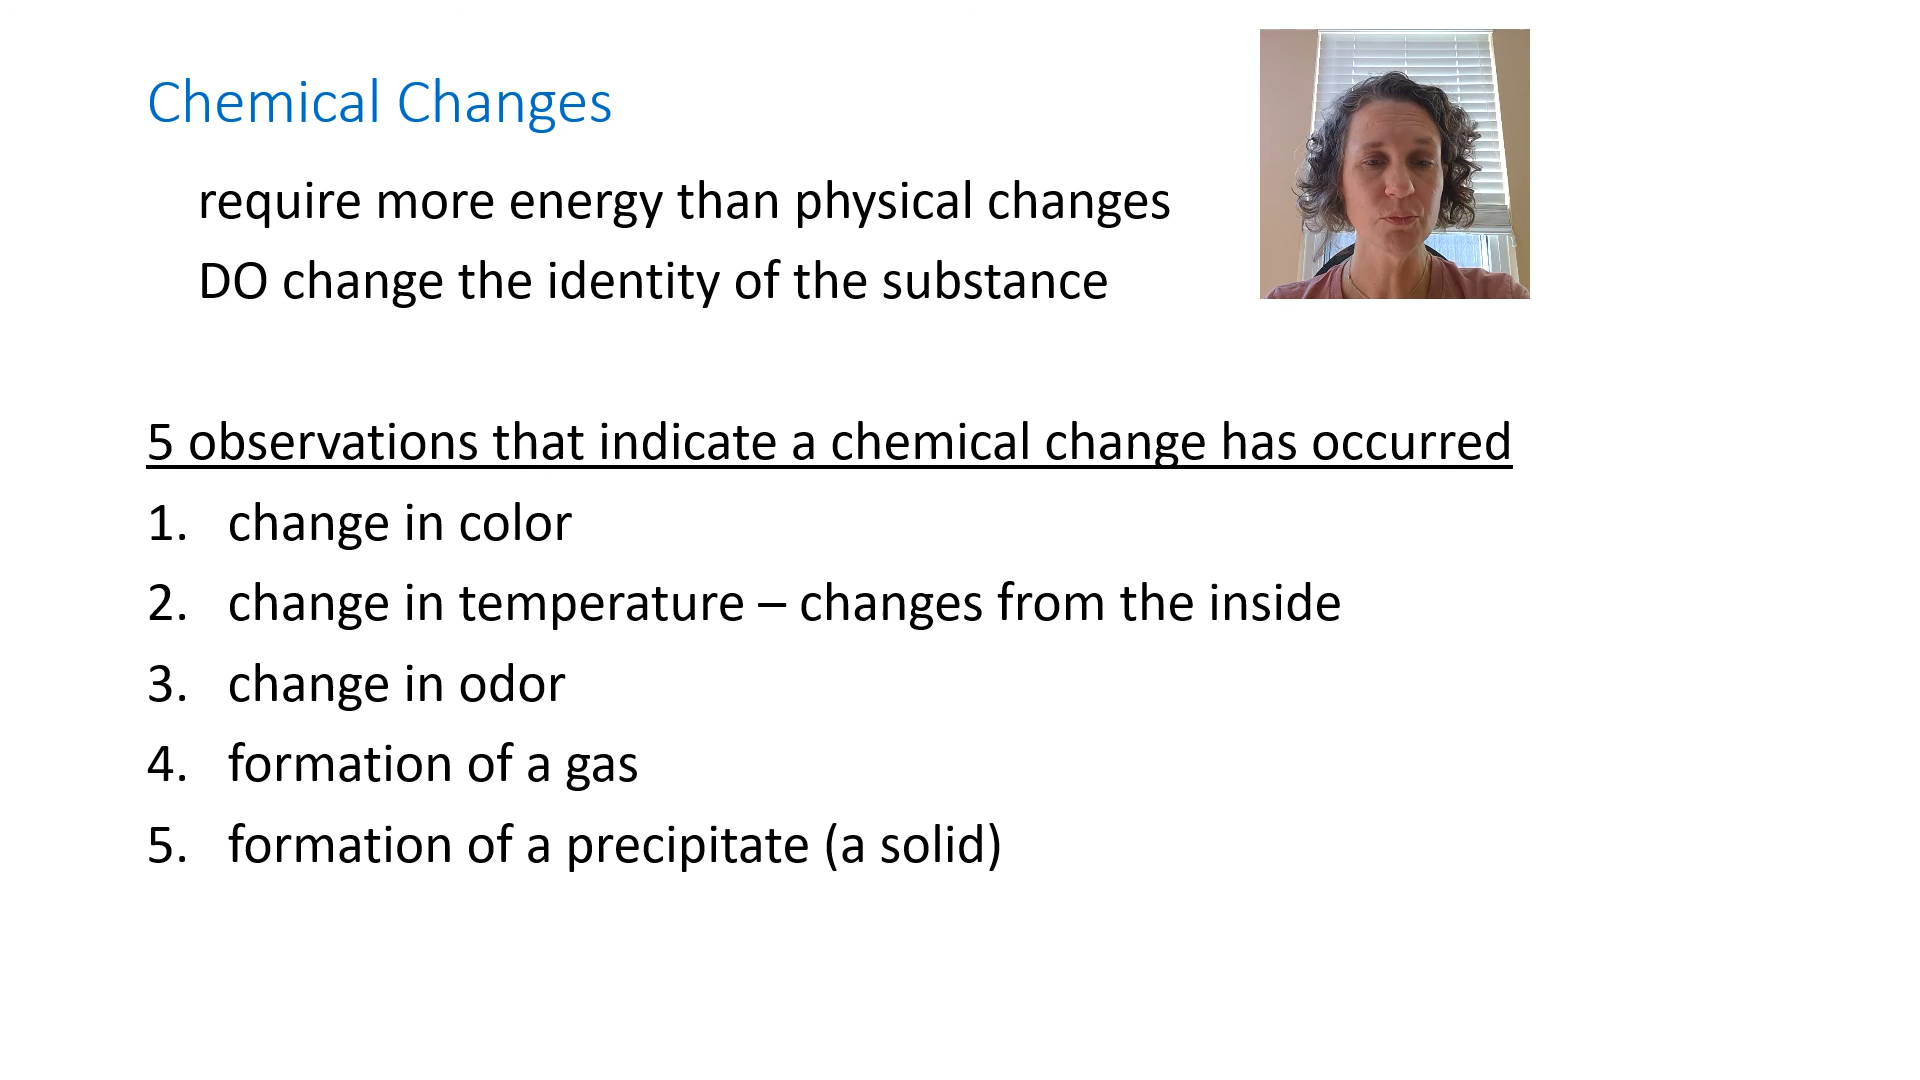 Chemical Changes
require more energy than physical changes
DO change the identity of the substance
5 observations that indicate a chemical change has occurred
1. change in color
2. change in temperature – changes from the inside
3. change in odor
4. formation of a gas
5. formation of a precipitate (a solid)